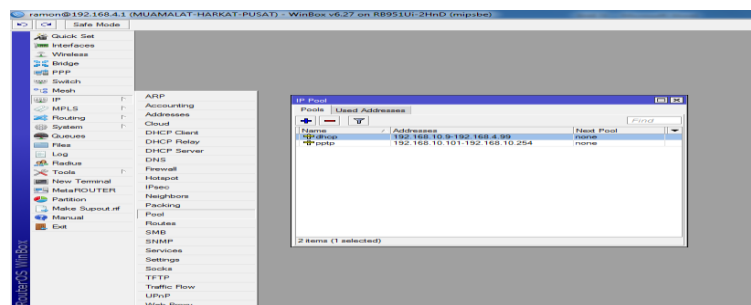 ramon@192.168.4.1 (MUAMALAT-HARKAT-PUSAT) - WinBox v6.27 on RB951Ui-2HnD (mipsbe)
Safe Mode
Quick Set
Interfaces
Wireless
Bridge
PPP
Switch
Mesh
IP
MPLS
Routing
System
Queues
Files
Log
Radius
Tools
New Terminal
MetaROUTER
Partition
Make Supout.rif
Manual
Exit
RouterOS WinBox
ARP
Accounting
Addresses
Cloud
DHCP Client
DHCP Relay
DHCP Server
DNS
Firewall
Hotspot
IPsec
Neighbors
Packing
Pool
Routes
SMB
SNMP
Services
Settings
Socks
TFTP
Traffic Flow
UPnP
Web Proxy
IP Pool
Pools Used Addresses
Find
Name Addresses Next Pool
dhcp 192.168.10.9-192.168.4.99 none
pptp 192.168.10.101-192.168.10.254 none
2 items (1 selected)